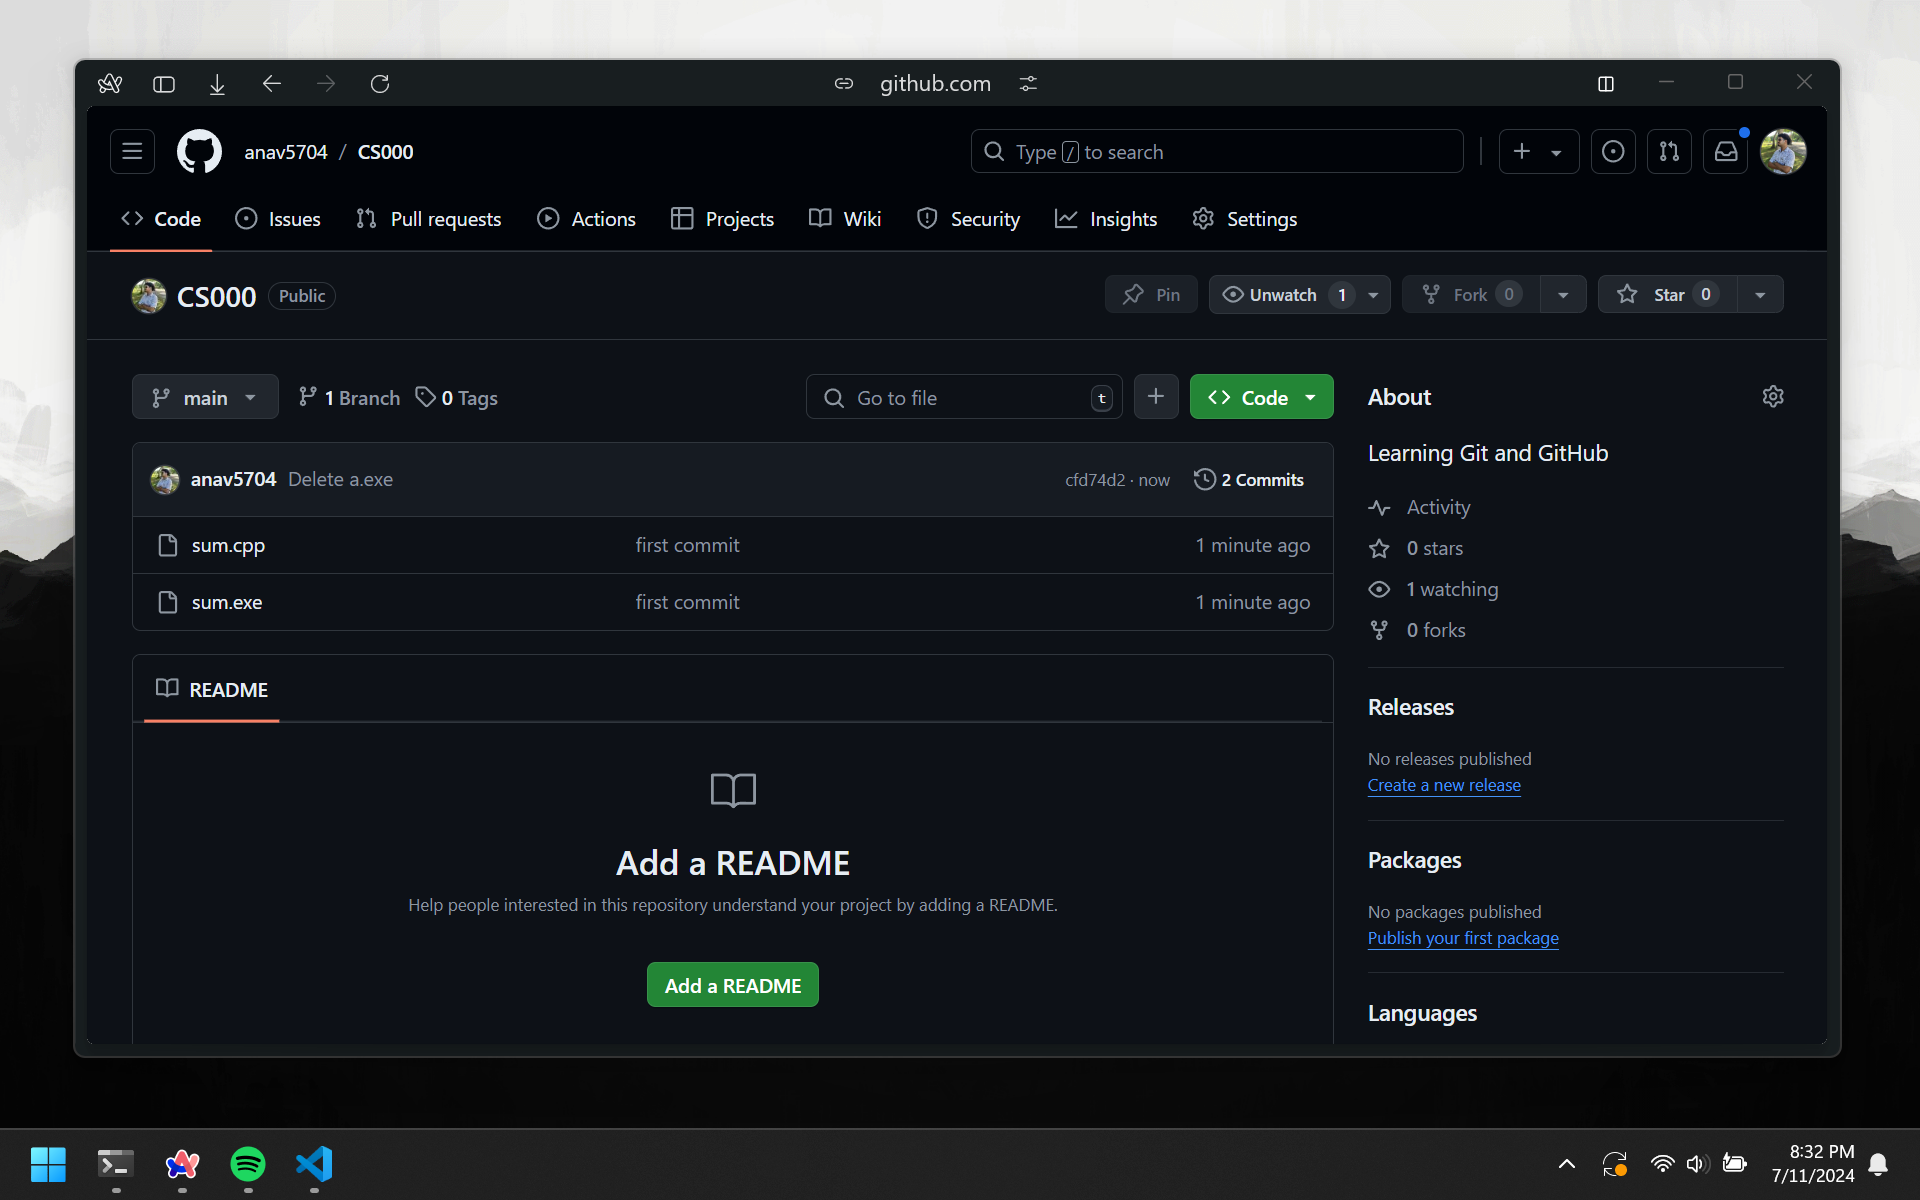 github.com
anav5704 / CS000
Type / to search
Code Issues Pull requests Actions Projects Wiki Security Insights Settings
CS000 Public
Pin Unwatch 1 Fork 0 Star 0
main 1 Branch 0 Tags
Go to file t
Code
anav5704 Delete a.exe cfd74d2 · now 2 Commits
sum.cpp first commit 1 minute ago
sum.exe first commit 1 minute ago
README
Add a README
Help people interested in this repository understand your project by adding a README.
Add a README
About
Learning Git and GitHub
Activity
0 stars
1 watching
0 forks
Releases
No releases published
Create a new release
Packages
No packages published
Publish your first package
Languages
8:32 PM
7/11/2024